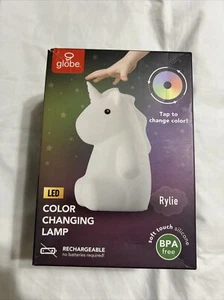 globe
Tap to
change color!
LED
COLOR
CHANGING
LAMP
RECHARGEABLE
no batteries required!
Rylie
soft touch silicone
BPA
free